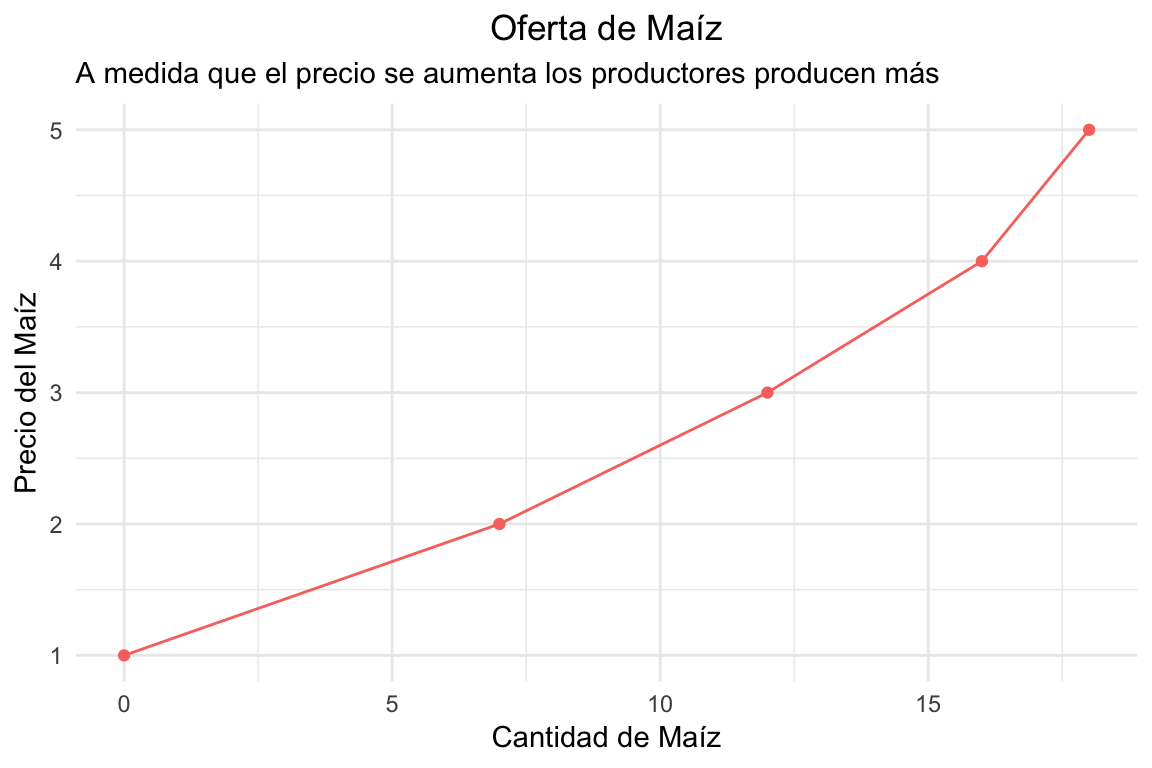 Oferta de Maíz
A medida que el precio se aumenta los productores producen más
Precio del Maíz
5
4
3
2
1
0
5
10
15
Cantidad de Maíz